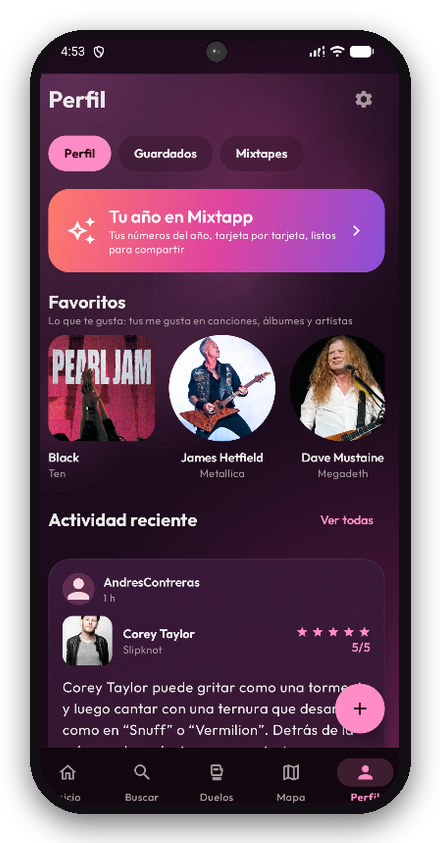 4:53
Perfil
Perfil Guardados Mixtapes
Tu año en Mixtapp
Tus números del año, tarjeta por tarjeta, listos
para compartir
Favoritos
Lo que te gusta: tus me gusta en canciones, álbumes y artistas
PEARL JAM
Black
Ten
James Hetfield
Metallica
Dave Mustaine
Megadeth
Actividad reciente
Ver todas
AndresContreras
1 h
Corey Taylor
Slipknot
5/5
Corey Taylor puede gritar como una
y luego cantar con una ternura que
como en “Snuff” o “Vermilion”. Detrás de
Buscar Duelos Mapa Perfil